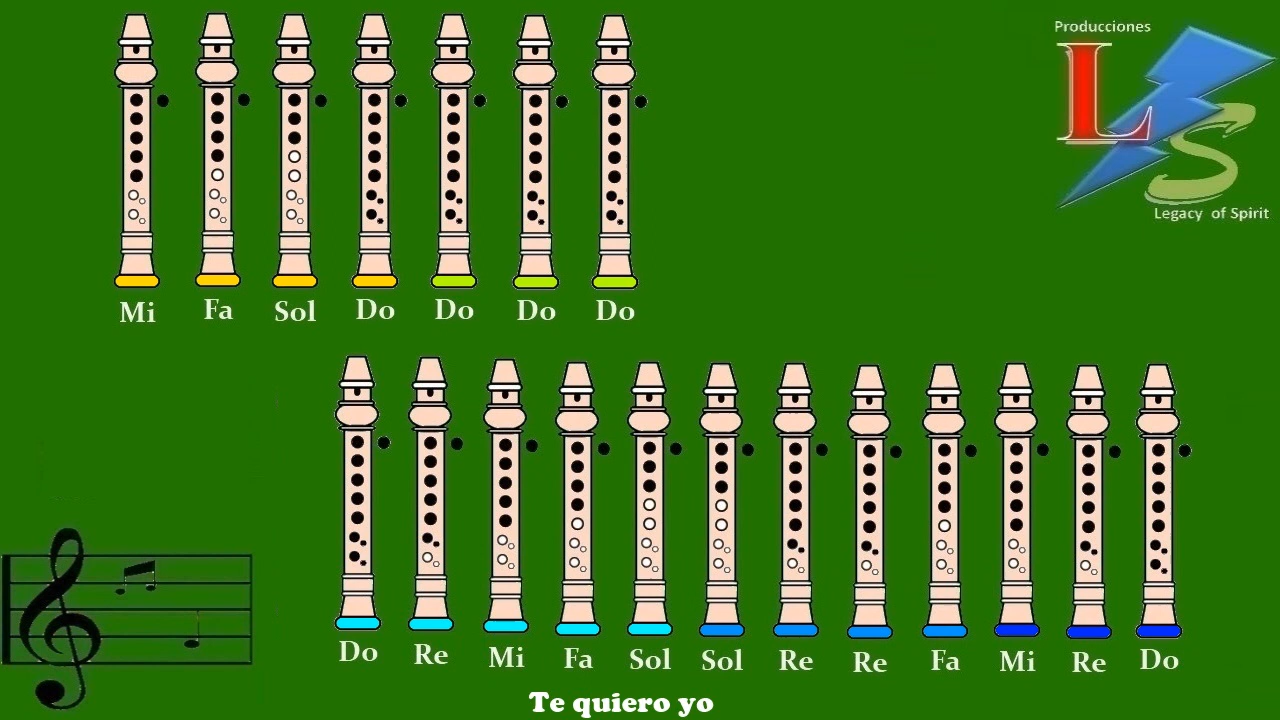 Producciones
LS
Legacy of Spirit
Mi Fa Sol Do Do Do Do
Do Re Mi Fa Sol Sol Re Re Fa Mi Re Do
Te quiero yo